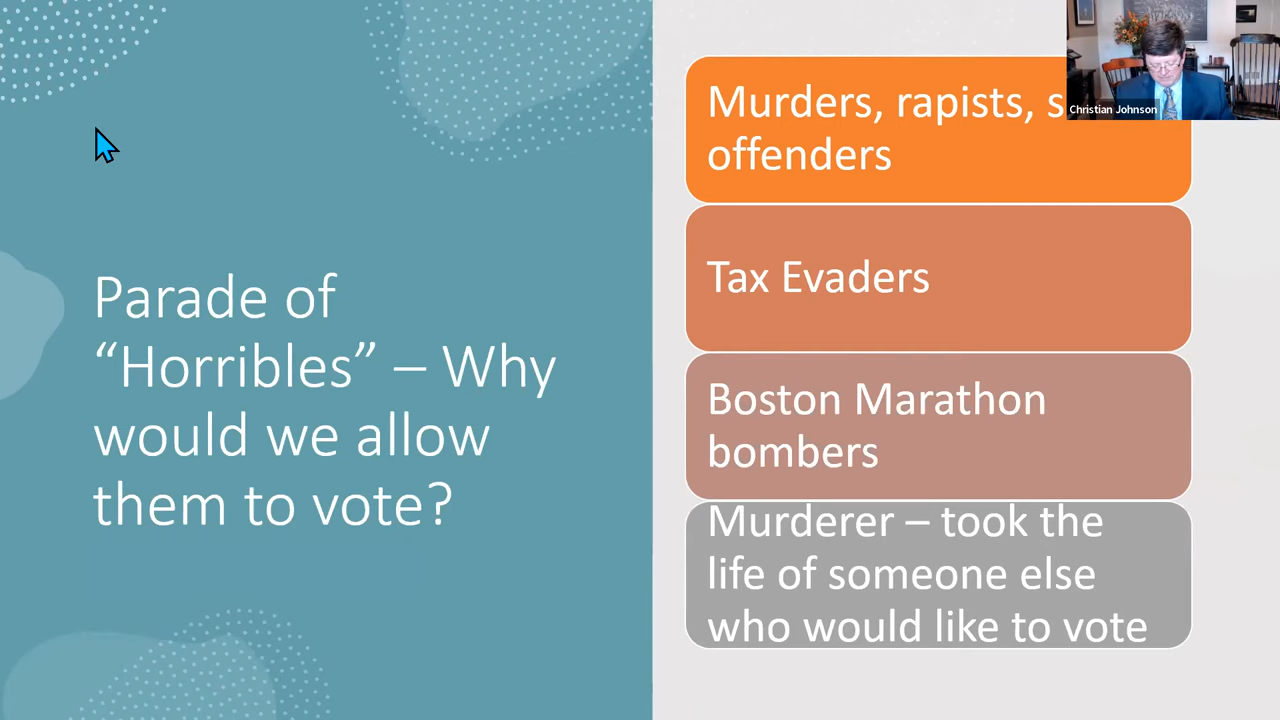 Parade of
“Horribles” – Why
would we allow
them to vote?
Murders, rapists, s
offenders
Tax Evaders
Boston Marathon
bombers
Murderer – took the
life of someone else
who would like to vote
Christian Johnson